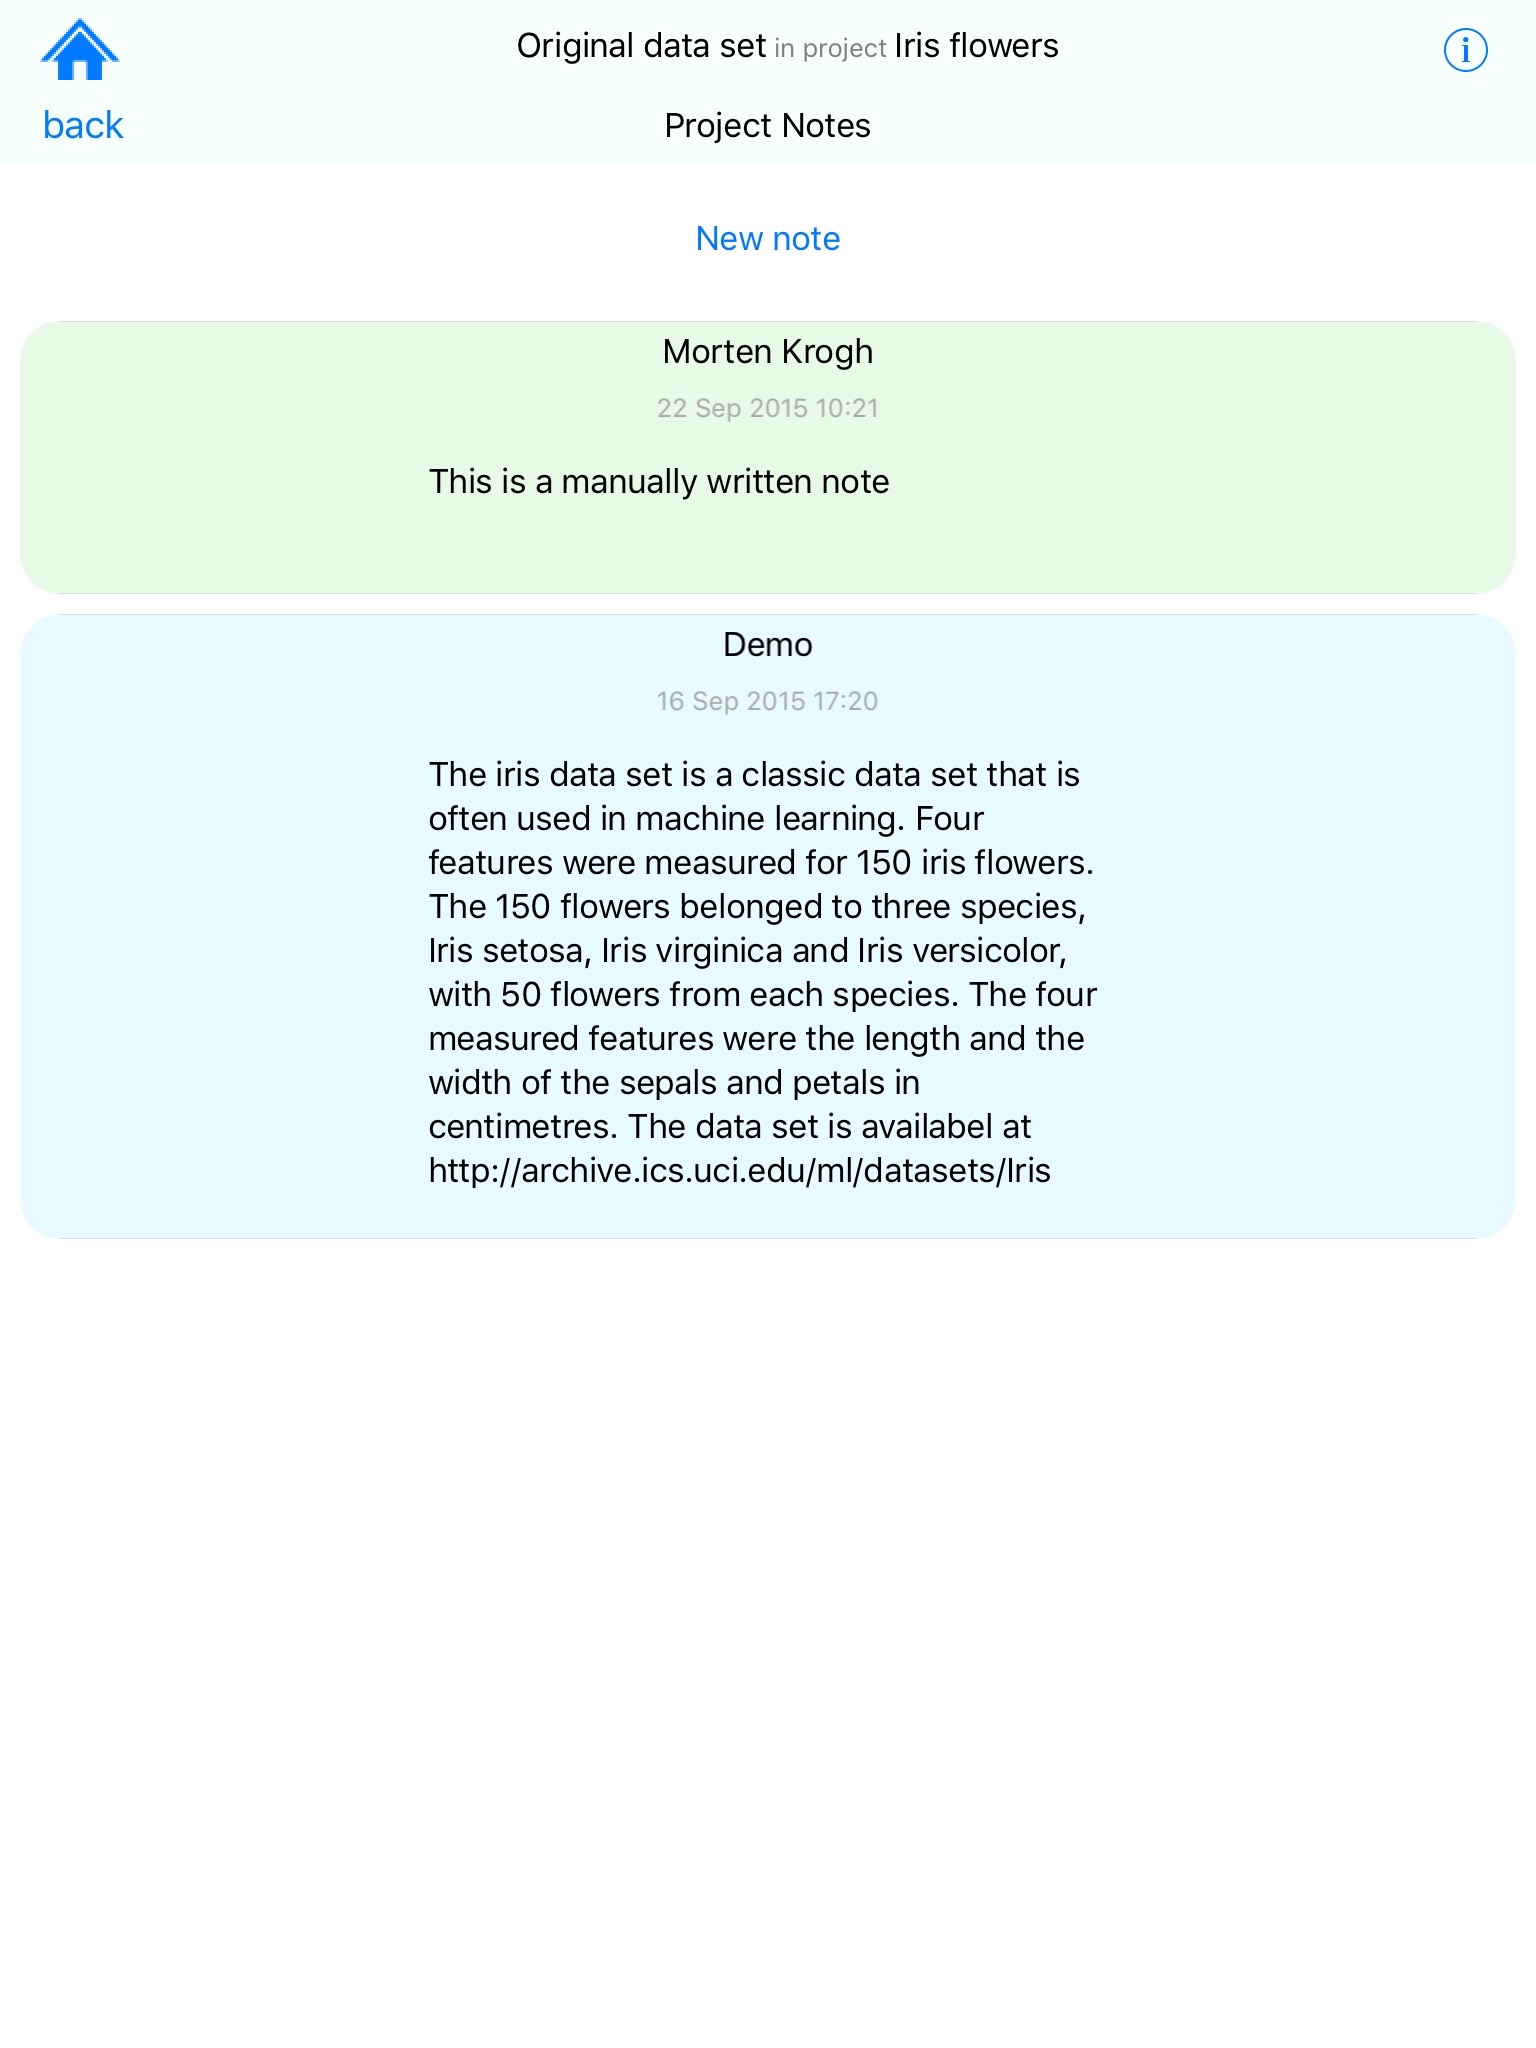 Original data set in project Iris flowers
back
Project Notes
New note
Morten Krogh
22 Sep 2015 10:21
This is a manually written note
Demo
16 Sep 2015 17:20
The iris data set is a classic data set that is
often used in machine learning. Four
features were measured for 150 iris flowers.
The 150 flowers belonged to three species,
Iris setosa, Iris virginica and Iris versicolor,
with 50 flowers from each species. The four
measured features were the length and the
width of the sepals and petals in
centimetres. The data set is availabel at
http://archive.ics.uci.edu/ml/datasets/Iris